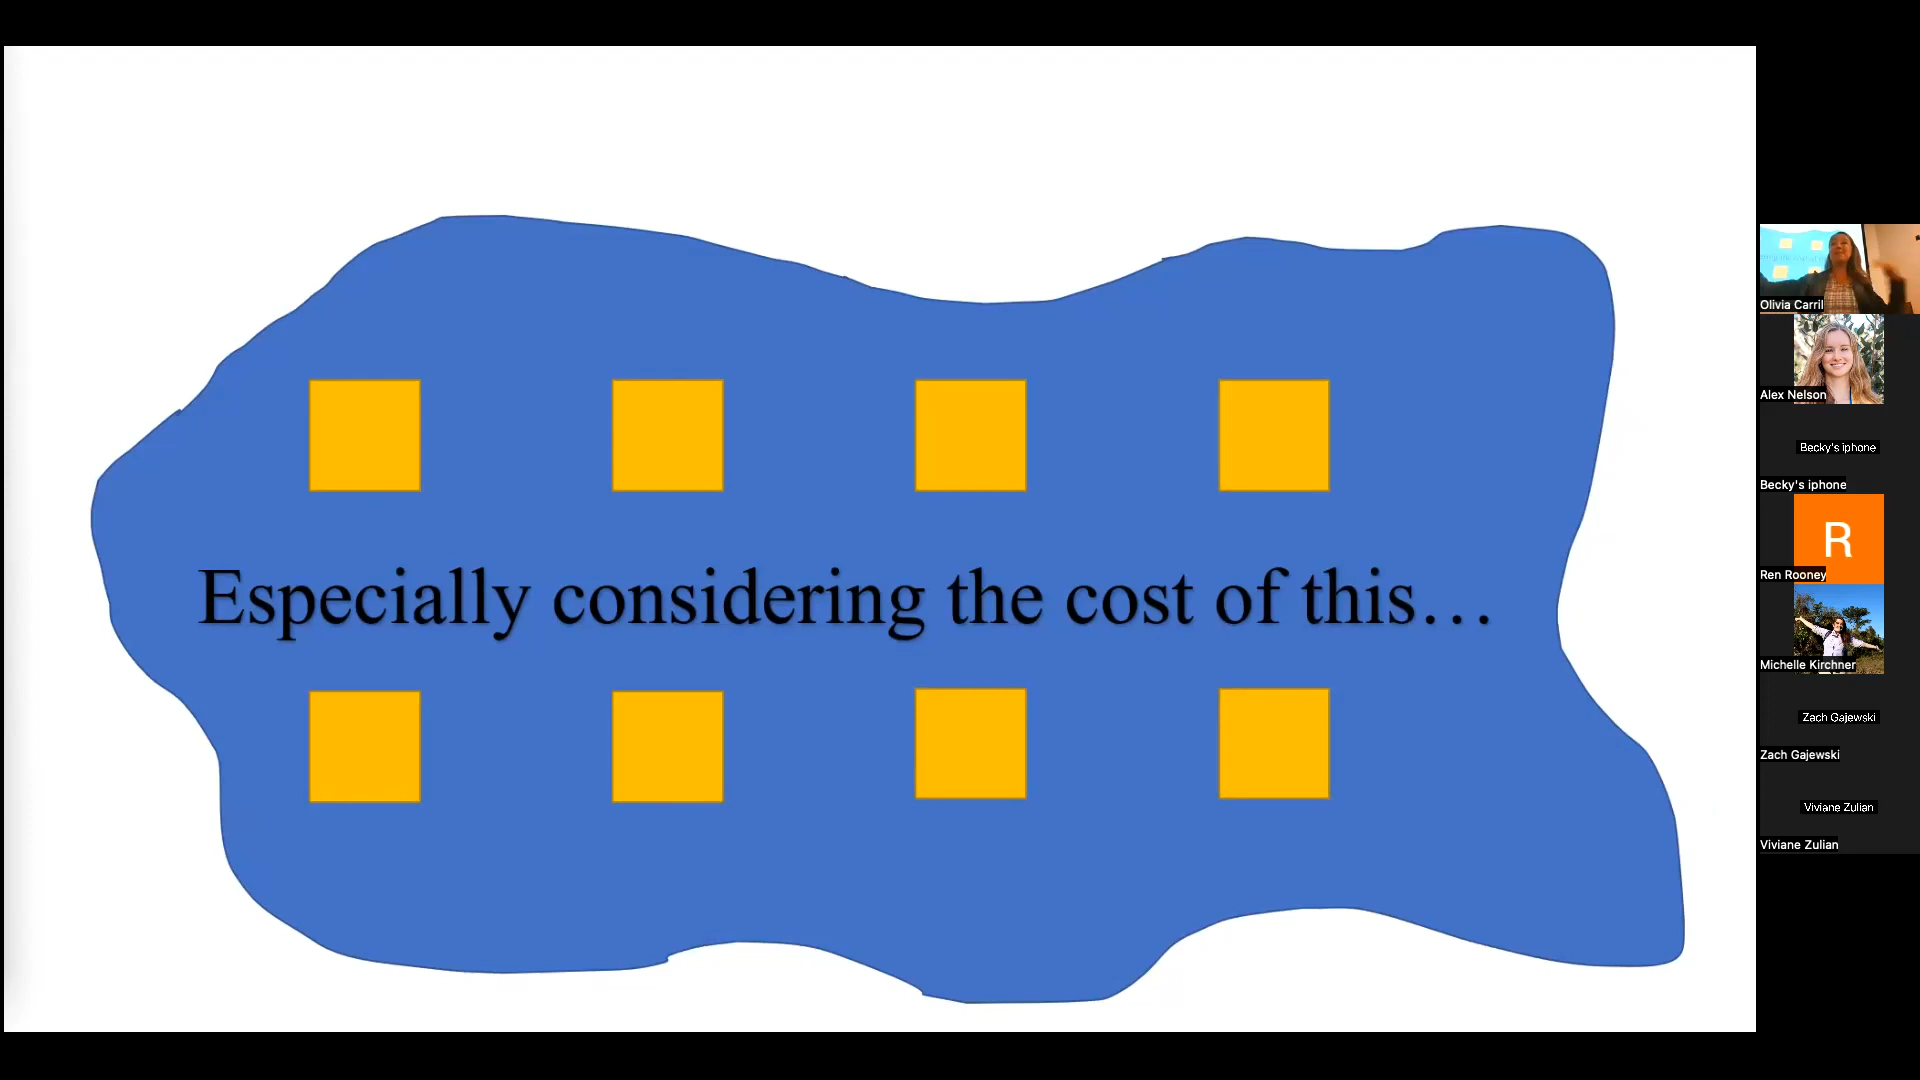 Especially considering the cost of this…
Olivia Carril
Alex Nelson
Becky's iphone
Becky's iphone
R
Ren Rooney
Michelle Kirchner
Zach Gajewski
Zach Gajewski
Viviane Zulian
Viviane Zulian